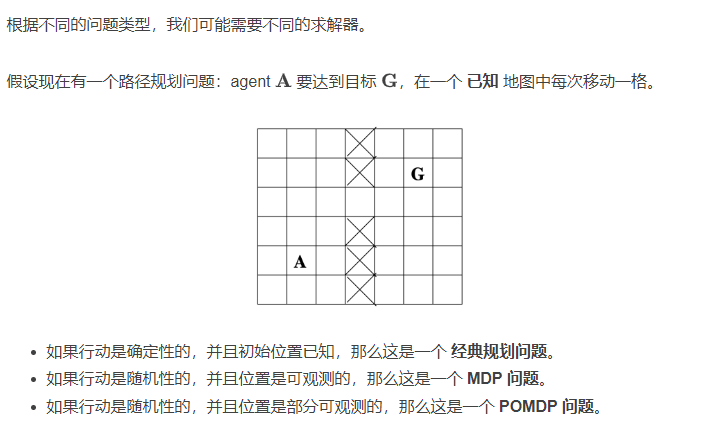 根据不同的问题类型，我们可能需要不同的求解器。
假设现在有一个路径规划问题：agent A 要达到目标 G，在一个 已知 地图中每次移动一格。
G
A
如果行动是确定性的，并且初始位置已知，那么这是一个 经典规划问题。
如果行动是随机性的，并且位置是可观测的，那么这是一个 MDP 问题。
如果行动是随机性的，并且位置是部分可观测的，那么这是一个 POMDP 问题。